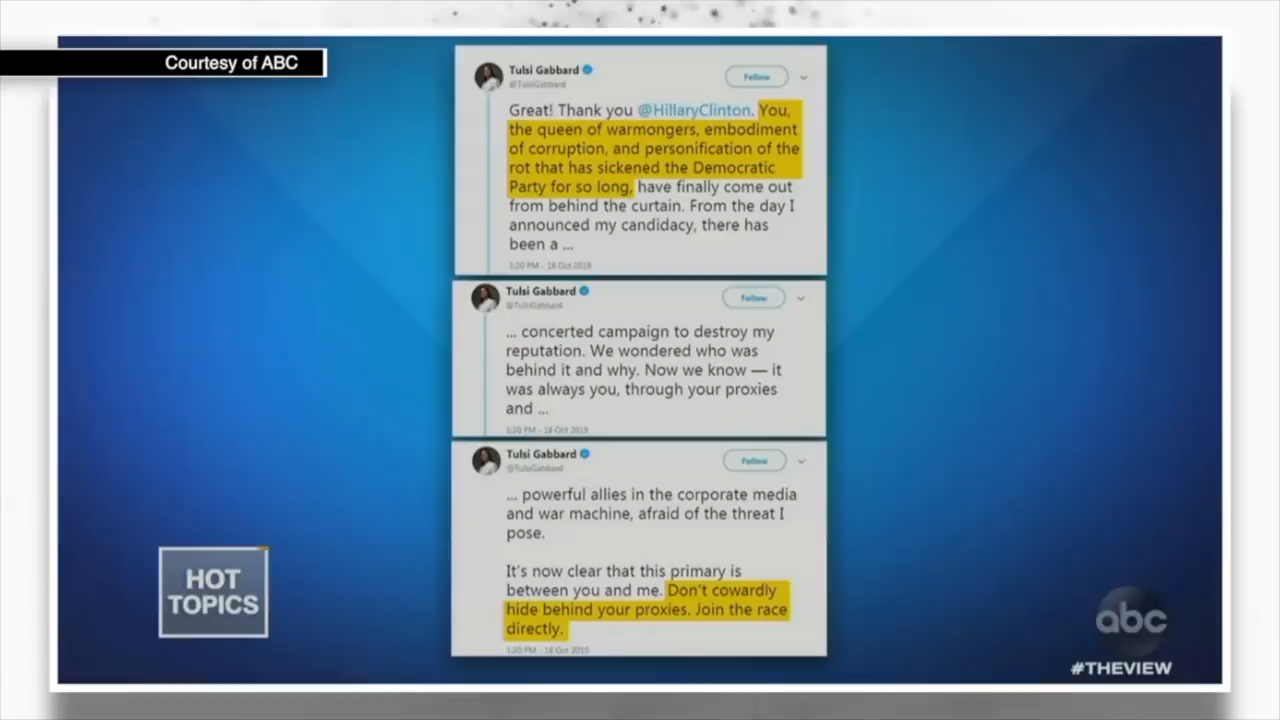 Courtesy of ABC
Tulsi Gabbard
@TulsiGabbard
Follow
Great! Thank you @HillaryClinton. You,
the queen of warmongers, embodiment
of corruption, and personification of the
rot that has sickened the Democratic
Party for so long, have finally come out
from behind the curtain. From the day I
announced my candidacy, there has
been a ...
1:20 PM - 18 Oct 2019
Tulsi Gabbard
@TulsiGabbard
Follow
... concerted campaign to destroy my
reputation. We wondered who was
behind it and why. Now we know — it
was always you, through your proxies
and ...
1:20 PM - 18 Oct 2019
Tulsi Gabbard
@TulsiGabbard
Follow
... powerful allies in the corporate media
and war machine, afraid of the threat I
pose.
It's now clear that this primary is
between you and me. Don't cowardly
hide behind your proxies. Join the race
directly.
1:20 PM - 18 Oct 2019
HOT
TOPICS
abc
#THEVIEW